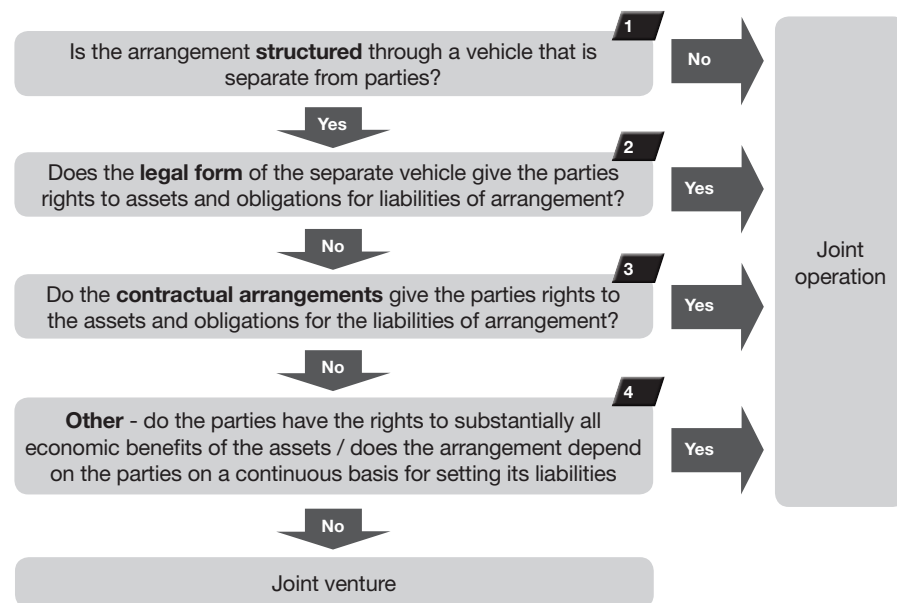 1
Is the arrangement structured through a vehicle that is
separate from parties?
No
Yes
2
Does the legal form of the separate vehicle give the parties
rights to assets and obligations for liabilities of arrangement?
Yes
No
3
Do the contractual arrangements give the parties rights to
the assets and obligations for the liabilities of arrangement?
Yes
No
4
Other - do the parties have the rights to substantially all
economic benefits of the assets / does the arrangement depend
on the parties on a continuous basis for setting its liabilities
Yes
No
Joint venture
Joint
operation